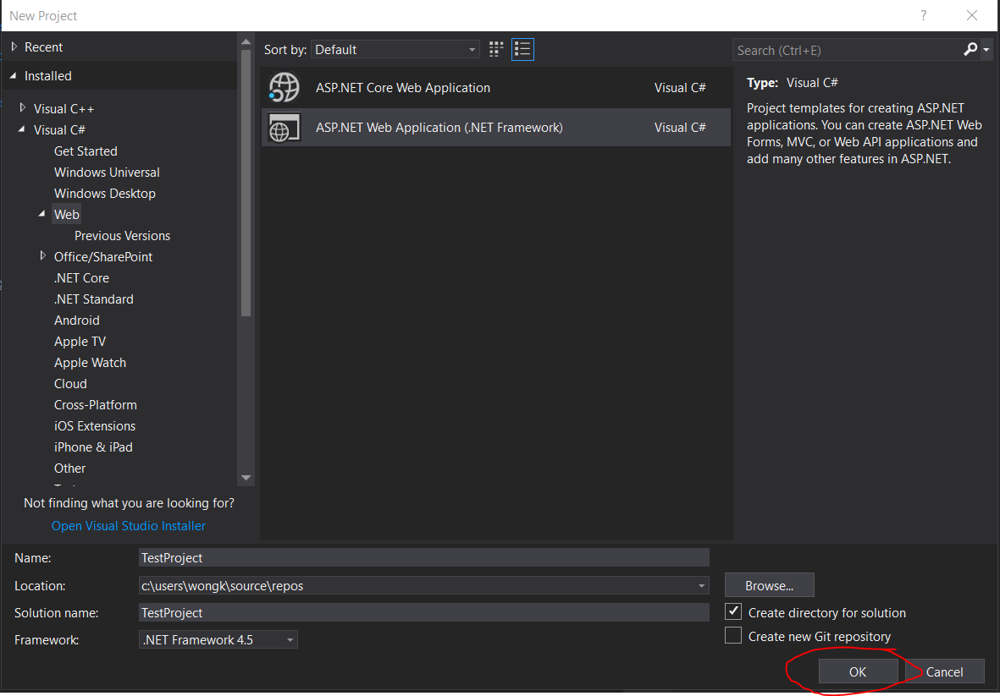 New Project
?
Recent
Installed
Visual C++
Visual C#
Get Started
Windows Universal
Windows Desktop
Web
Previous Versions
Office/SharePoint
.NET Core
.NET Standard
Android
Apple TV
Apple Watch
Cloud
Cross-Platform
iOS Extensions
iPhone & iPad
Other
Not finding what you are looking for?
Open Visual Studio Installer
Sort by: Default
ASP.NET Core Web Application Visual C#
ASP.NET Web Application (.NET Framework) Visual C#
Search (Ctrl+E)
Type: Visual C#
Project templates for creating ASP.NET
applications. You can create ASP.NET Web
Forms, MVC, or Web API applications and
add many other features in ASP.NET.
Name: TestProject
Location: c:\users\wongk\source\repos
Browse...
Solution name: TestProject
Create directory for solution
Framework: .NET Framework 4.5
Create new Git repository
OK
Cancel